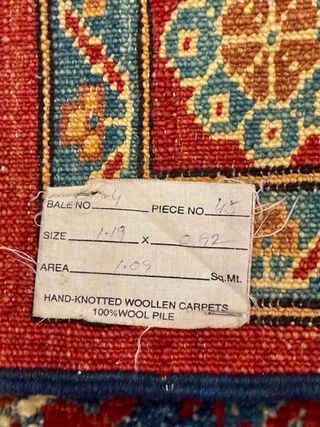 BALE NO PIECE NO. 45
SIZE 1.19 X 0.92
AREA 1.09 Sq.Mt.
HAND-KNOTTED WOOLLEN CARPETS
100%WOOL PILE